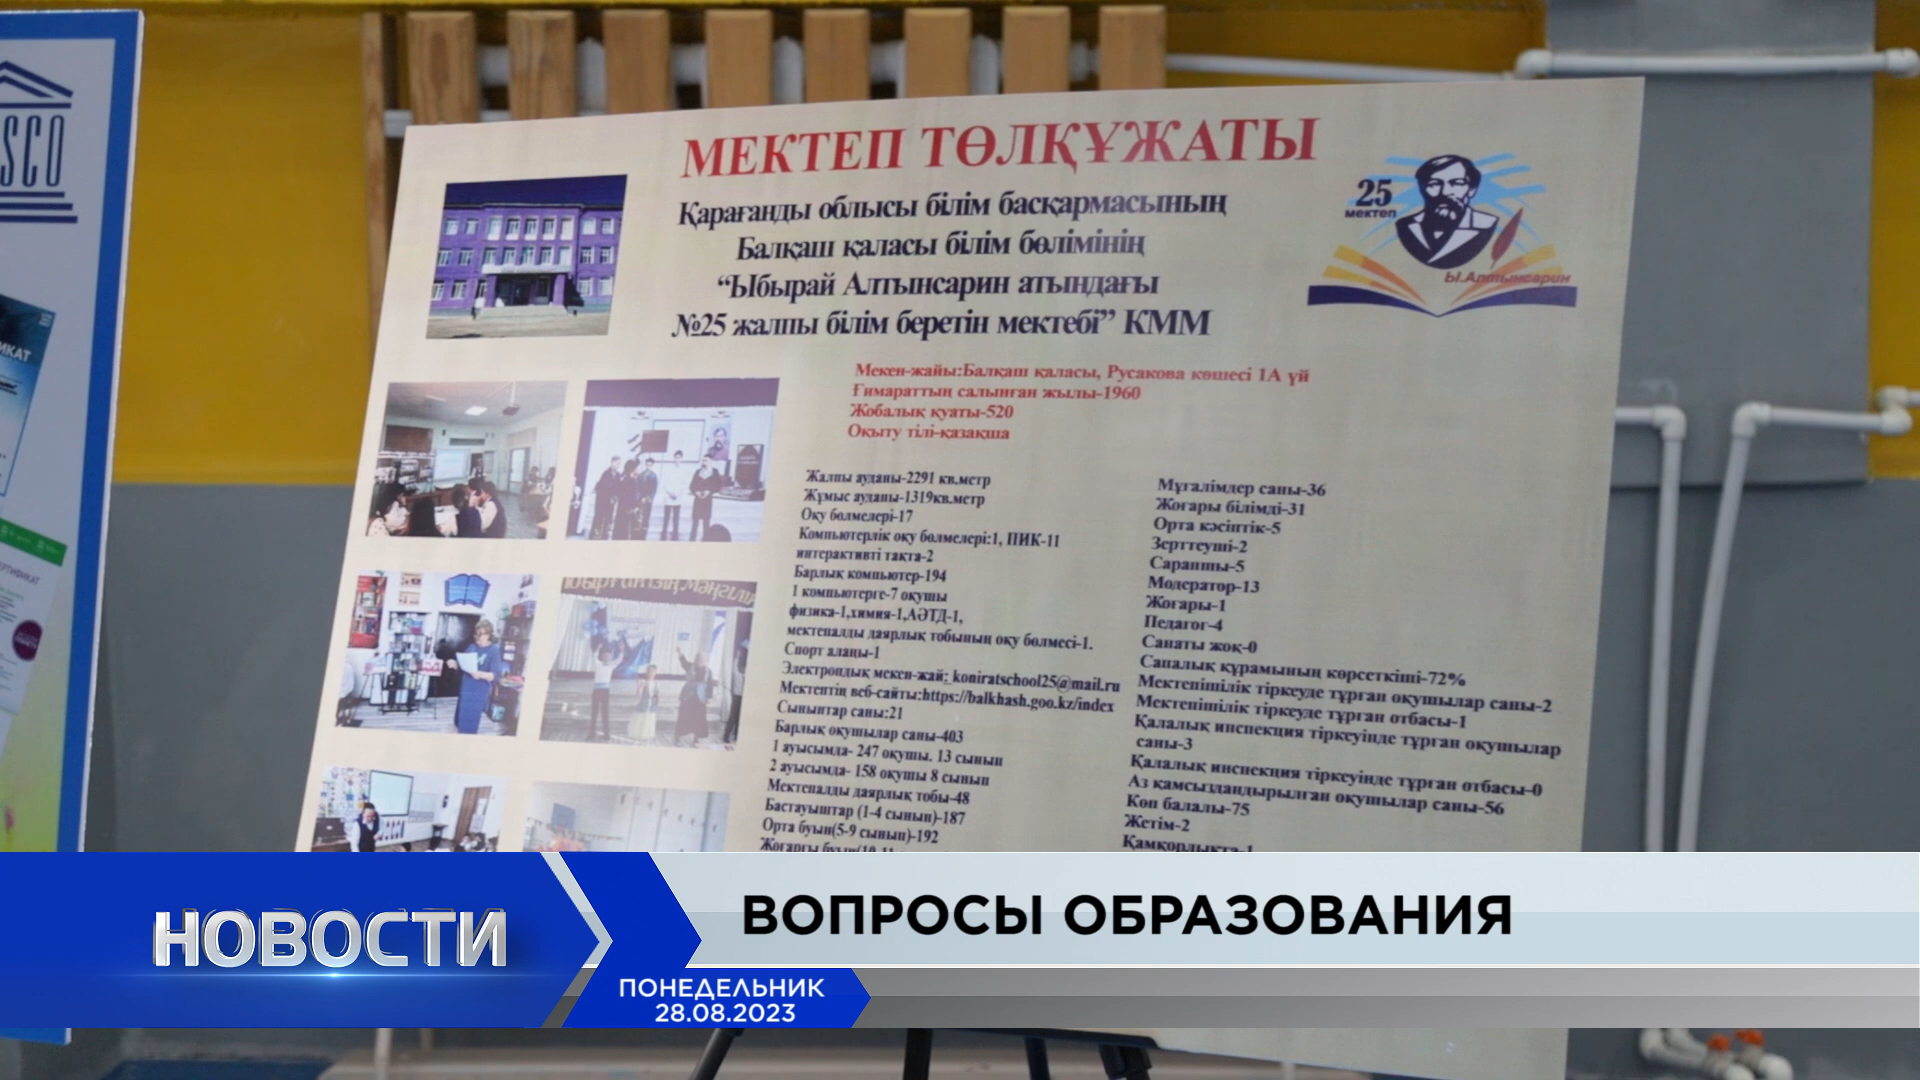 SCO
ИКАТ
ЕРТИФИКАТ
МЕКТЕП ТӨЛҚҰЖАТЫ
Қарағанды облысы білім басқармасының
Балқаш қаласы білім бөлімінің
“Ыбырай Алтынсарин атындағы
№25 жалпы білім беретін мектебі” КММ
25
мектеп
Ы.Алтынсарин
Мекен-жайы:Балқаш қаласы, Русакова көшесі 1А үй
Ғимараттың салынған жылы-1960
Жобалық қуаты-520
Оқыту тілі-қазақша
Жалпы ауданы-2291 кв.метр
Жұмыс ауданы-1319кв.метр
Оқу бөлмелері-17
Компьютерлік оқу бөлмелері:1, ПИК-11
интерактивті тақта-2
Барлық компьютер-194
1 компьютерге-7 оқушы
физика-1,химия-1,АӘТД-1,
мектепалды даярлық тобының оқу бөлмесі-1.
Спорт алаңы-1
Электрондық мекен-жай: koniratschool25@mail.ru
Мектептің веб-сайты:https://balkhash.goo.kz/index
Сыныптар саны:21
Барлық оқушылар саны-403
1 ауысымда- 247 оқушы. 13 сынып
2 ауысымда- 158 оқушы 8 сынып
Мектепалды даярлық тобы-48
Бастауыштар (1-4 сынып)-187
Орта буын(5-9 сынып)-192
Жоғарғы буын(10-11
Мұғалімдер саны-36
Жоғары білімді-31
Орта кәсіптік-5
Зерттеуші-2
Сарапшы-5
Модератор-13
Жоғары-1
Педагог-4
Санаты жоқ-0
Сапалық құрамының көрсеткіші-72%
Мектепішілік тіркеуде тұрған оқушылар саны-2
Мектепішілік тіркеуде тұрған отбасы-1
Қалалық инспекция тіркеуінде тұрған оқушылар
саны-3
Қалалық инспекция тіркеуінде тұрған отбасы-0
Аз қамсыздандырылған оқушылар саны-56
Көп балалы-75
Жетім-2
Қамқорлықта-1
НОВОСТИ
ВОПРОСЫ ОБРАЗОВАНИЯ
ПОНЕДЕЛЬНИК
28.08.2023